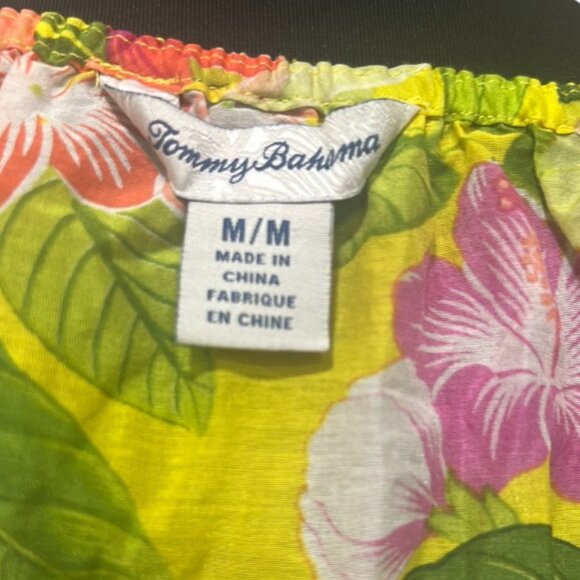 Tommy Bahama
M/M
MADE IN
CHINA
FABRIQUE
EN CHINE